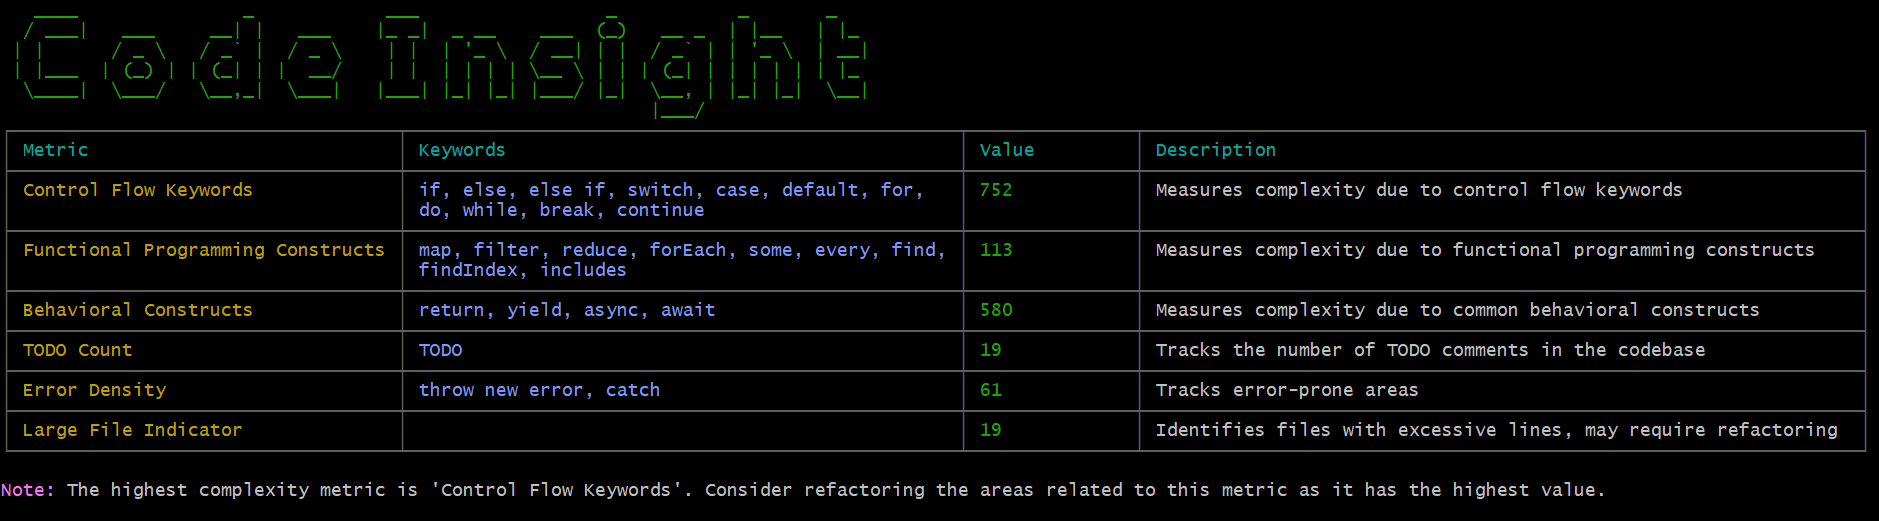 Code Insight
Metric Keywords Value Description
Control Flow Keywords if, else, else if, switch, case, default, for, 752 Measures complexity due to control flow keywords
do, while, break, continue
Functional Programming Constructs map, filter, reduce, forEach, some, every, find, 113 Measures complexity due to functional programming constructs
findIndex, includes
Behavioral Constructs return, yield, async, await 580 Measures complexity due to common behavioral constructs
TODO Count TODO 19 Tracks the number of TODO comments in the codebase
Error Density throw new error, catch 61 Tracks error-prone areas
Large File Indicator 19 Identifies files with excessive lines, may require refactoring
Note: The highest complexity metric is 'Control Flow Keywords'. Consider refactoring the areas related to this metric as it has the highest value.